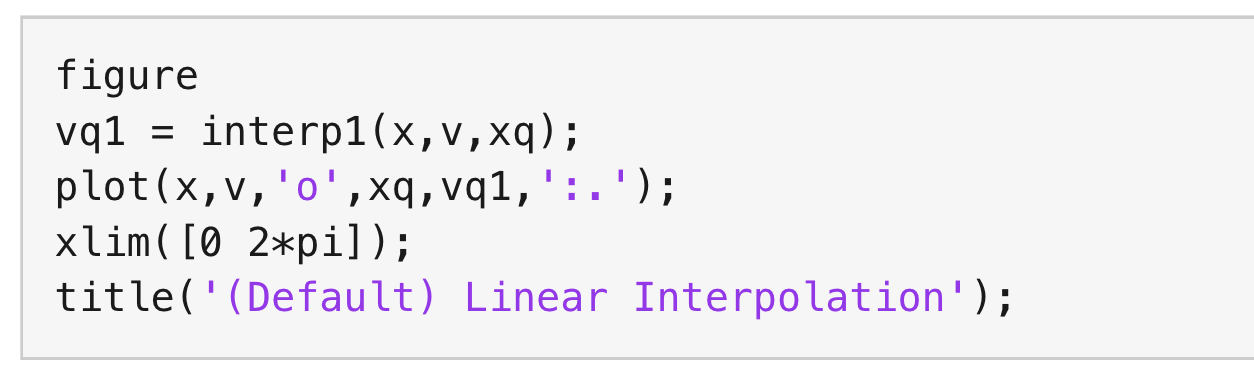 figure
vq1 = interp1(x,v,xq);
plot(x,v,'o',xq,vq1,':.');
xlim([0 2*pi]);
title('(Default) Linear Interpolation');